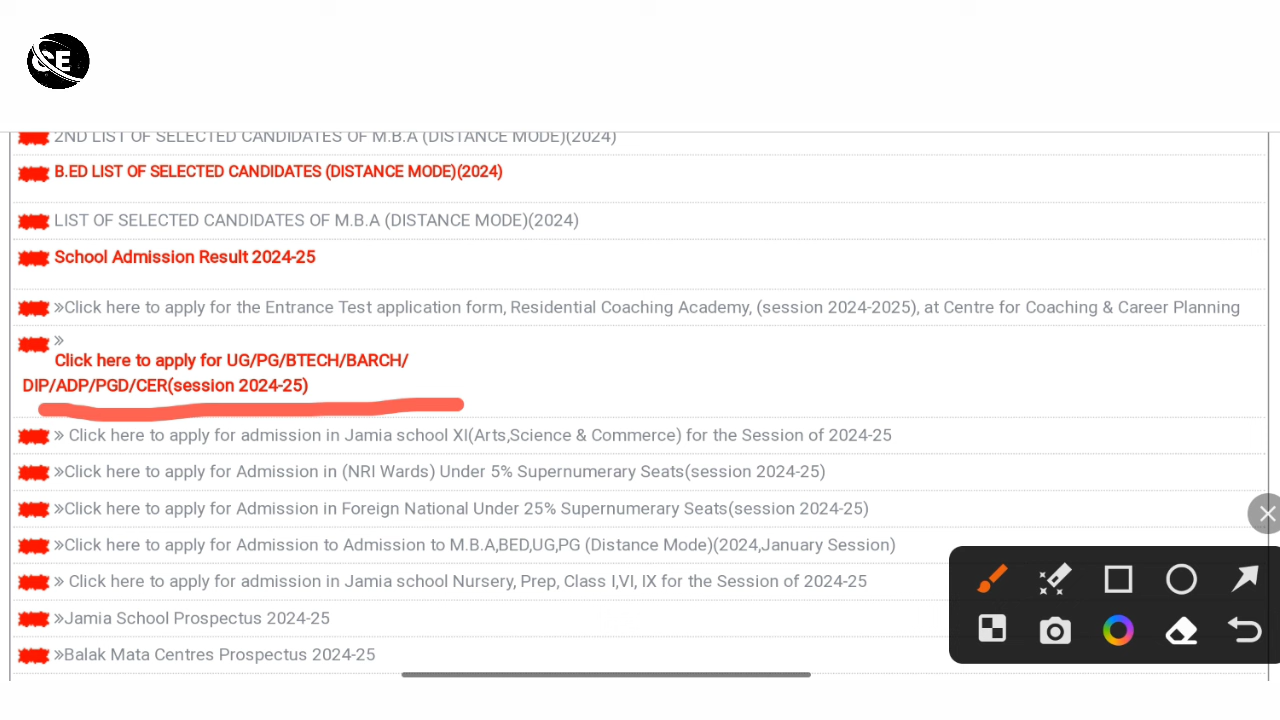 CE
2ND LIST OF SELECTED CANDIDATES OF M.B.A (DISTANCE MODE)(2024)
B.ED LIST OF SELECTED CANDIDATES (DISTANCE MODE)(2024)
LIST OF SELECTED CANDIDATES OF M.B.A (DISTANCE MODE)(2024)
School Admission Result 2024-25
»Click here to apply for the Entrance Test application form, Residential Coaching Academy, (session 2024-2025), at Centre for Coaching & Career Planning
»
Click here to apply for UG/PG/BTECH/BARCH/
DIP/ADP/PGD/CER(session 2024-25)
» Click here to apply for admission in Jamia school XI(Arts,Science & Commerce) for the Session of 2024-25
»Click here to apply for Admission in (NRI Wards) Under 5% Supernumerary Seats(session 2024-25)
»Click here to apply for Admission in Foreign National Under 25% Supernumerary Seats(session 2024-25)
»Click here to apply for Admission to Admission to M.B.A,BED,UG,PG (Distance Mode)(2024,January Session)
» Click here to apply for admission in Jamia school Nursery, Prep, Class I,VI, IX for the Session of 2024-25
»Jamia School Prospectus 2024-25
»Balak Mata Centres Prospectus 2024-25